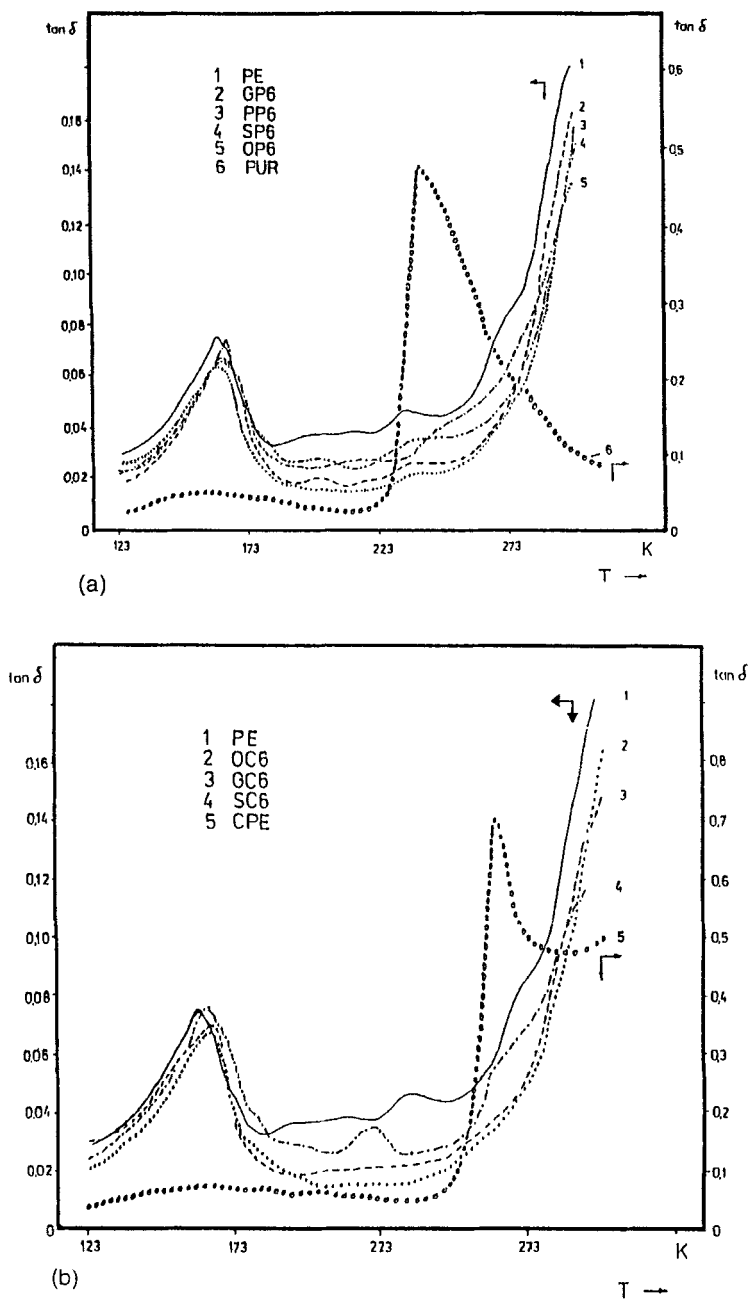 tan δ
tan δ
1 PE
2 GP6
3 PP6
4 SP6
5 OP6
6 PUR
1
2
3
4
5
6
0,16
0,14
0,12
0,10
0,08
0,06
0,04
0,02
0
0,6
0,5
0,4
0,3
0,2
0,1
0
123 173 223 273 K
T
(a)
tan δ
tan δ
1 PE
2 OC6
3 GC6
4 SC6
5 CPE
1
2
3
4
5
0,16
0,14
0,12
0,10
0,08
0,06
0,04
0,02
0
0,8
0,7
0,6
0,5
0,4
0,3
0,2
0,1
0
123 173 273 273 K
T
(b)